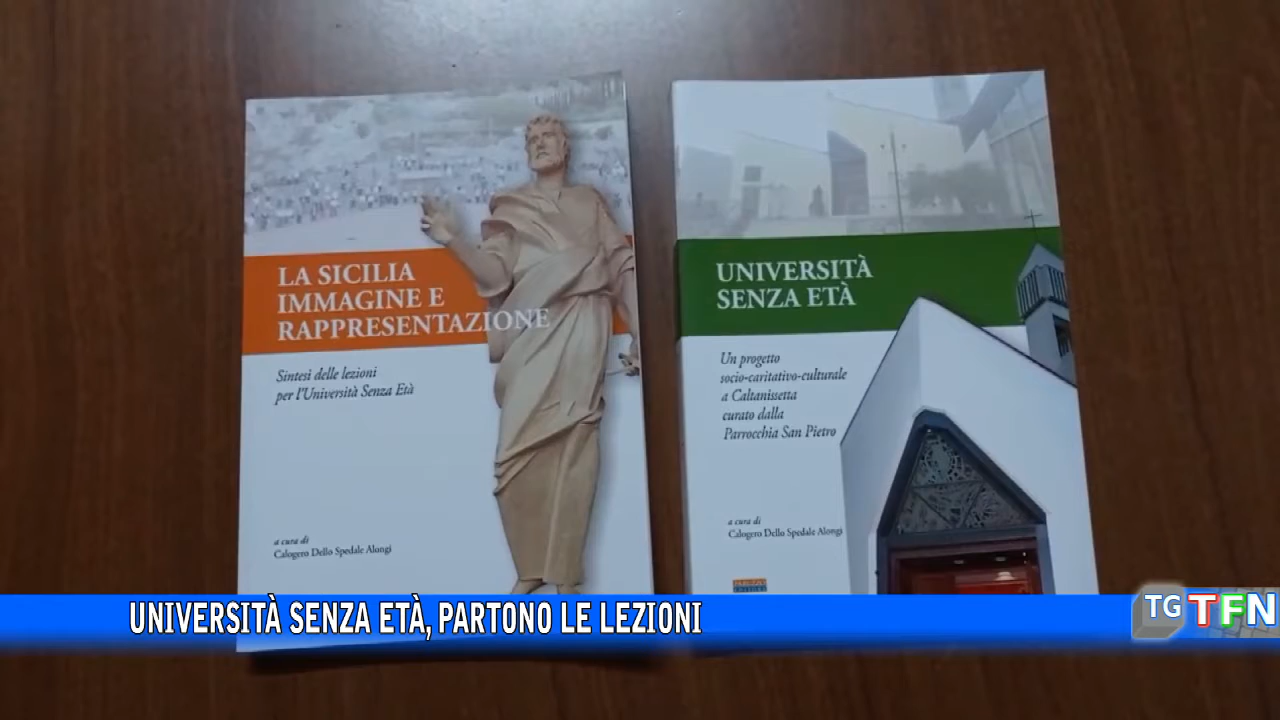 LA SICILIA
IMMAGINE E
RAPPRESENTAZIONE
Sintesi delle lezioni
per l'Università Senza Età
a cura di
Calogero Dello Spedale Alongi
UNIVERSITÀ
SENZA ETÀ
Un progetto
socio-caritativo-culturale
a Caltanissetta
curato dalla
Parrocchia San Pietro
a cura di
Calogero Dello Spedale Alongi
UNIVERSITÀ SENZA ETÀ, PARTONO LE LEZIONI
TG TFN